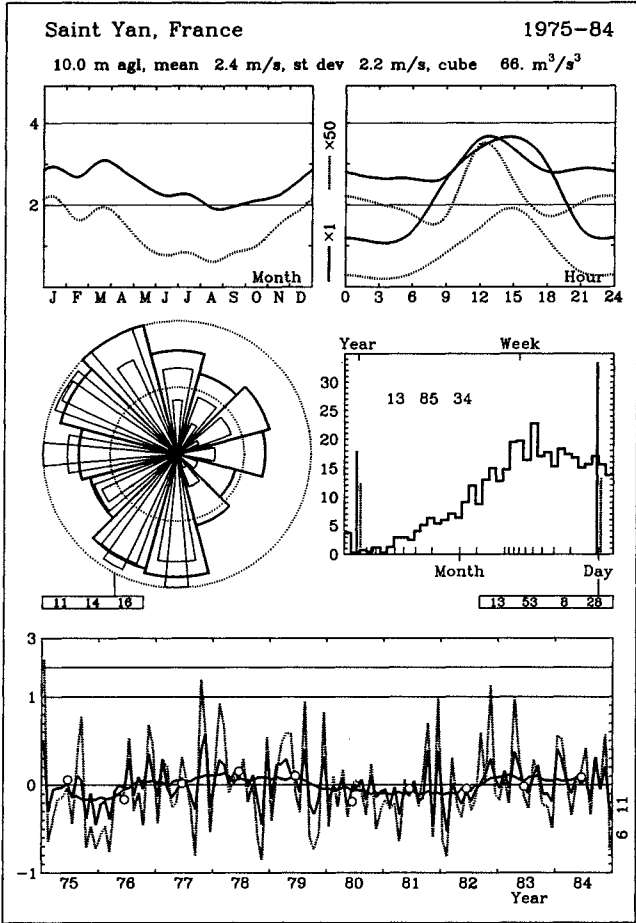 Saint Yan, France 1975-84
10.0 m agl, mean 2.4 m/s, st dev 2.2 m/s, cube 66. m³/s³
4
2
Month
J F M A M J J A S O N D
×50
×1
Hour
0 3 6 9 12 15 18 21 24
Year Week
35
30
25
20
15
10
5
0
13 85 34
Month Day
11 14 16
13 53 8 28
3
1
0
-1
6 11
75 76 77 78 79 80 81 82 83 84
Year